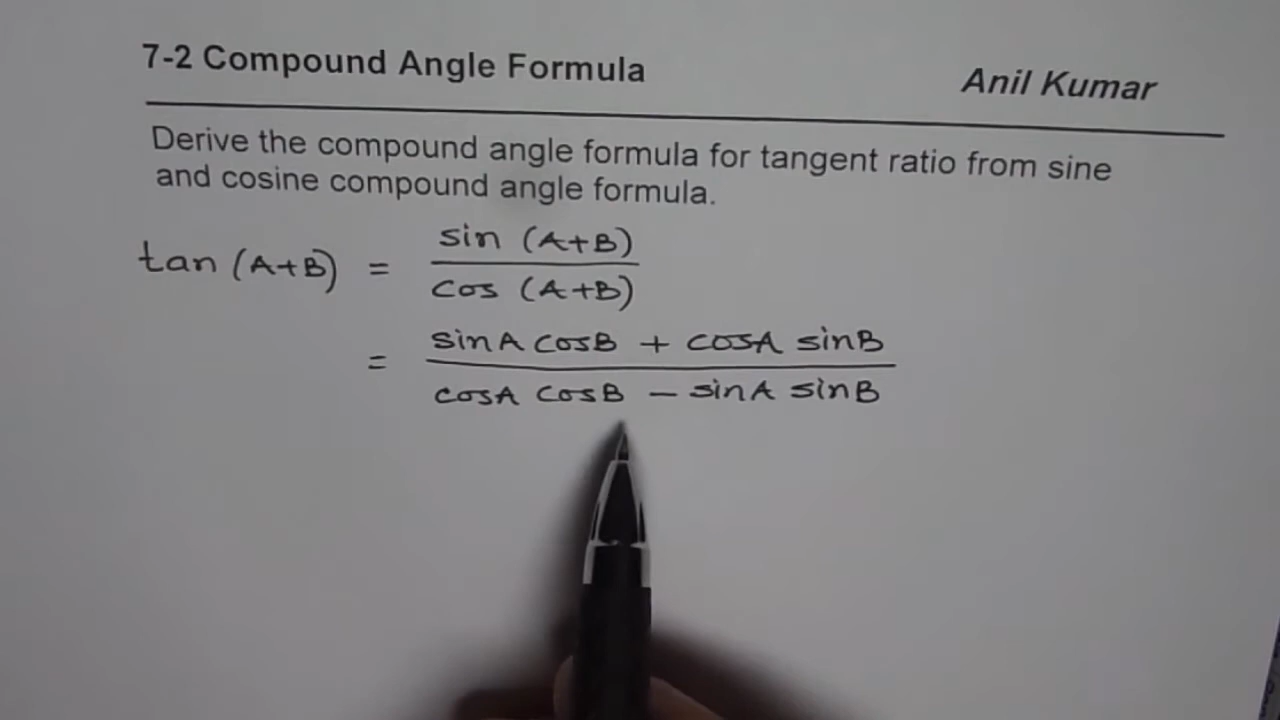 7-2 Compound Angle Formula Anil Kumar
Derive the compound angle formula for tangent ratio from sine
and cosine compound angle formula.
tan (A+B) = sin (A+B) / cos (A+B)
= sinA cosB + cosA sinB / cosA cosB - sinA sinB